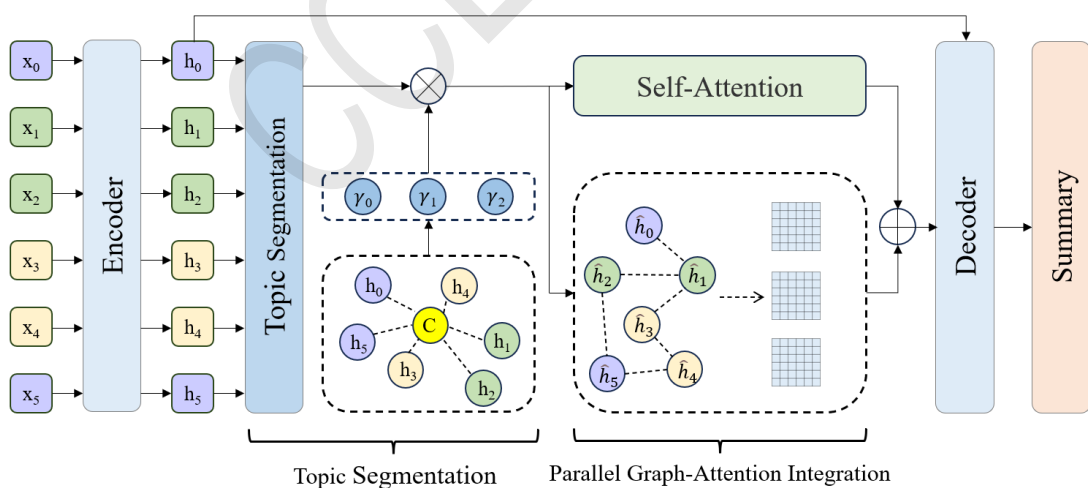 x₀
x₁
x₂
x₃
x₄
x₅
Encoder
h₀
h₁
h₂
h₃
h₄
h₅
Topic Segmentation
γ₀ γ₁ γ₂
h₀
h₄
h₅
C
h₁
h₃
h₂
Self-Attention
ĥ₀
ĥ₂
ĥ₁
ĥ₃
ĥ₅
ĥ₄
Decoder
Summary
Topic Segmentation
Parallel Graph-Attention Integration